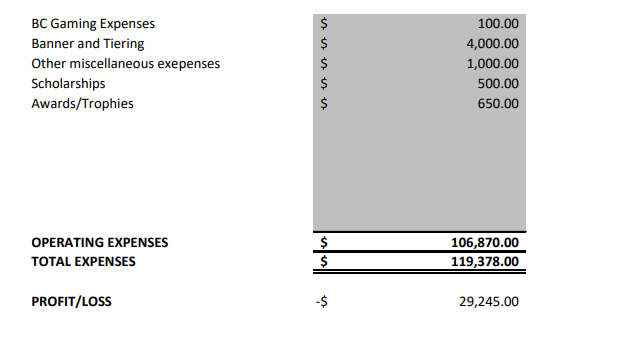 BC Gaming Expenses $ 100.00
Banner and Tiering $ 4,000.00
Other miscellaneous exepenses $ 1,000.00
Scholarships $ 500.00
Awards/Trophies $ 650.00
OPERATING EXPENSES $ 106,870.00
TOTAL EXPENSES $ 119,378.00
PROFIT/LOSS -$ 29,245.00